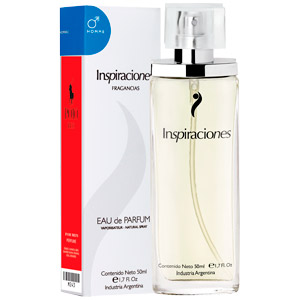 HOMME
Inspiraciones
FRAGANCIAS
EAU de PARFUM
VAPORISATEUR - NATURAL SPRAY
Contenido Neto 50ml
e 1.7 Fl. Oz
Industria Argentina
Inspiraciones
Contenido Neto 50ml
e 1.7 Fl. Oz
Industria Argentina